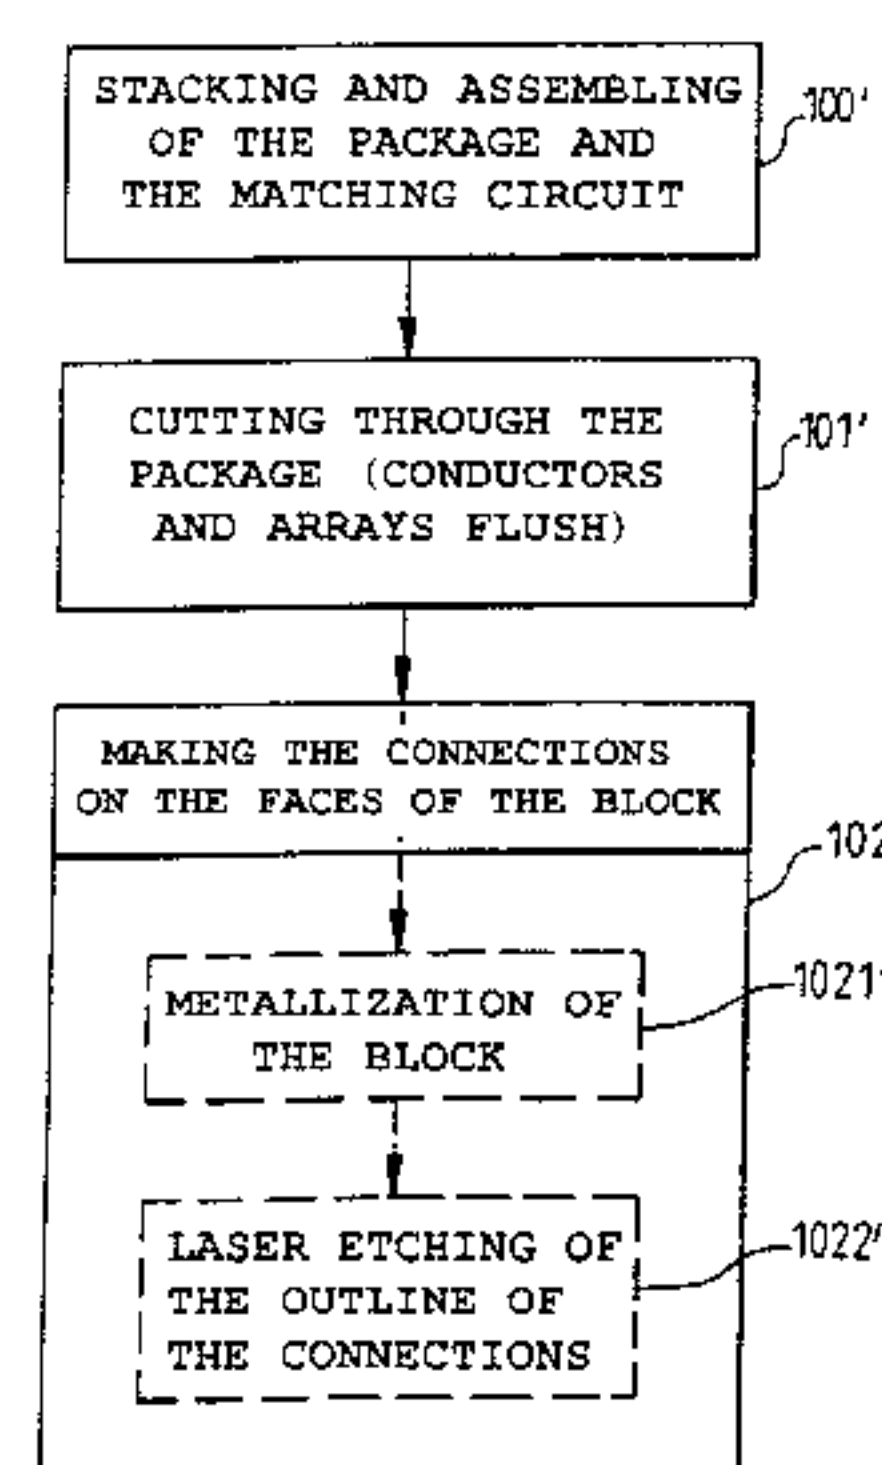 STACKING AND ASSEMBLING
OF THE PACKAGE AND
THE MATCHING CIRCUIT
100'
CUTTING THROUGH THE
PACKAGE (CONDUCTORS
AND ARRAYS FLUSH)
101'
MAKING THE CONNECTIONS
ON THE FACES OF THE BLOCK
102
METALLIZATION OF
THE BLOCK
1021'
LASER ETCHING OF
THE OUTLINE OF
THE CONNECTIONS
1022'